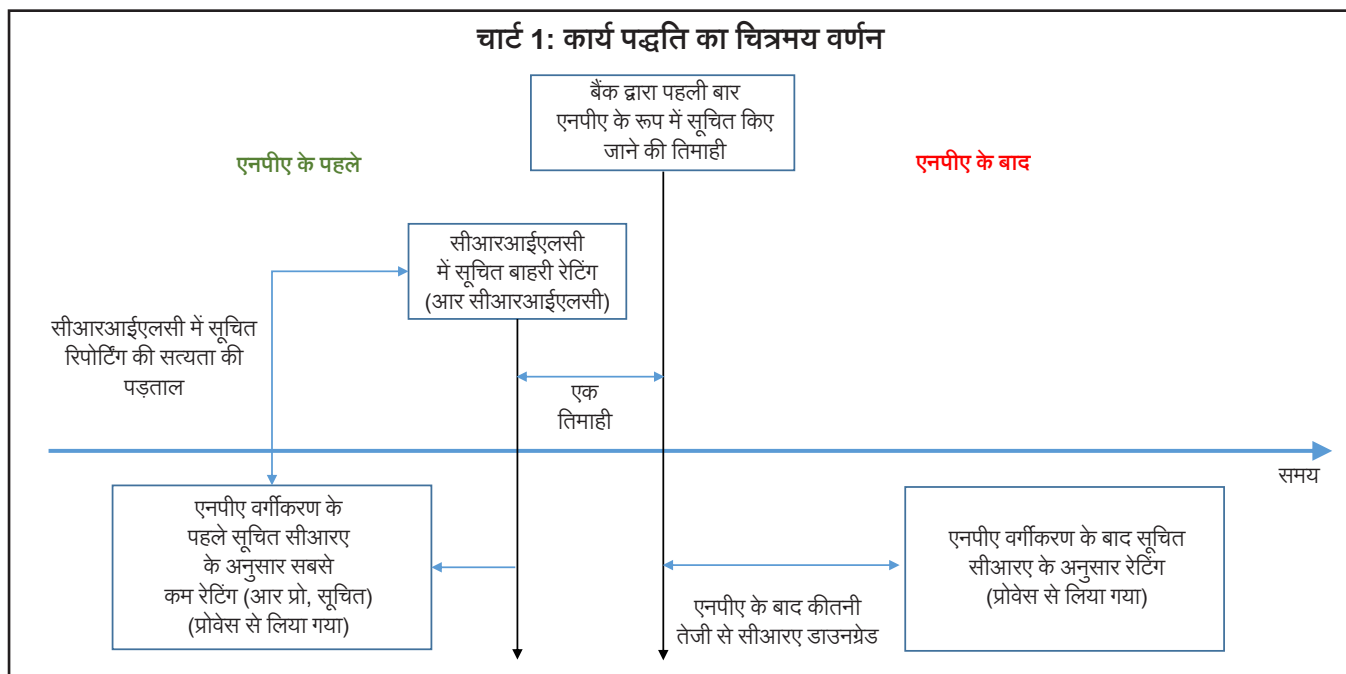 चार्ट 1: कार्य पद्धति का चित्रमय वर्णन
बैंक द्वारा पहली बार
एनपीए के रूप में सूचित किए
जाने की तिमाही
एनपीए के पहले
एनपीए के बाद
सीआरआईएलसी
में सूचित बाहरी रेटिंग
(आर सीआरआईएलसी)
सीआरआईएलसी में सूचित
रिपोर्टिंग की सत्यता की
पड़ताल
एक
तिमाही
समय
एनपीए वर्गीकरण के
पहले सूचित सीआरए
के अनुसार सबसे
कम रेटिंग (आर प्रो, सूचित)
(प्रोवेस से लिया गया)
एनपीए वर्गीकरण के बाद सूचित
सीआरए के अनुसार रेटिंग
(प्रोवेस से लिया गया)
एनपीए के बाद कीतनी
तेजी से सीआरए डाउनग्रेड